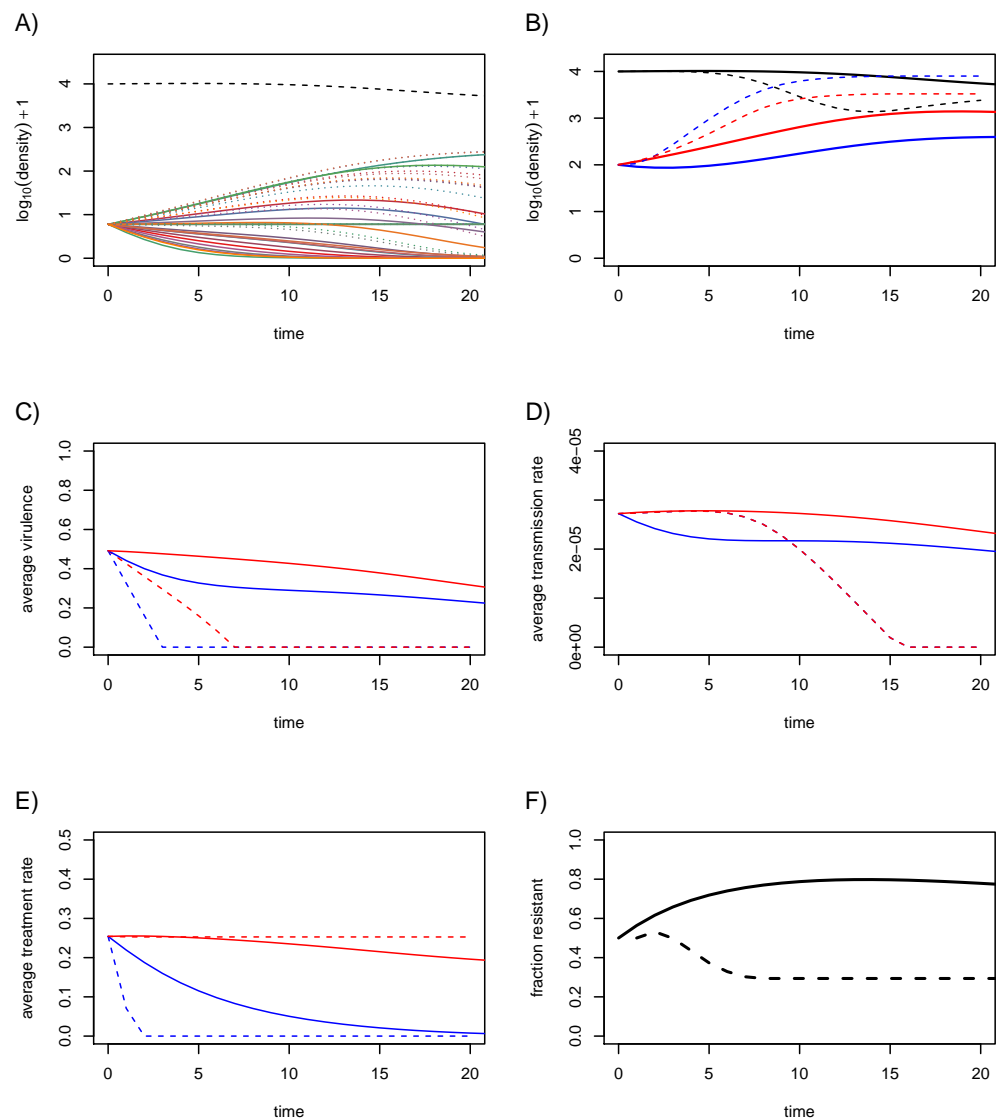 A)
log10(density) + 1
0 1 2 3 4
0 5 10 15 20
time
B)
log10(density) + 1
0 1 2 3 4
0 5 10 15 20
time
C)
average virulence
0.0 0.2 0.4 0.6 0.8 1.0
0 5 10 15 20
time
D)
average transmission rate
0e+00 2e−05 4e−05
0 5 10 15 20
time
E)
average treatment rate
0.0 0.1 0.2 0.3 0.4 0.5
0 5 10 15 20
time
F)
fraction resistant
0.0 0.2 0.4 0.6 0.8 1.0
0 5 10 15 20
time